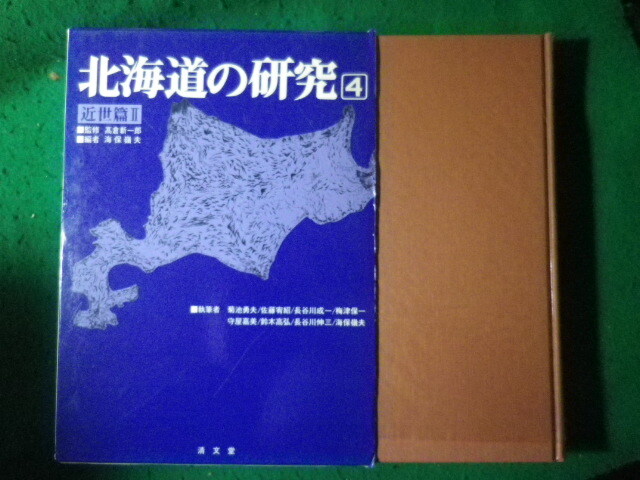 北海道の研究 4
近世篇Ⅱ
■監修 高倉新一郎
■編者 海保嶺夫
■執筆者 菊池勇夫/佐藤宥紹/長谷川成一/梅津保一
守屋嘉美/鈴木高弘/長谷川伸三/海保嶺夫
清文堂